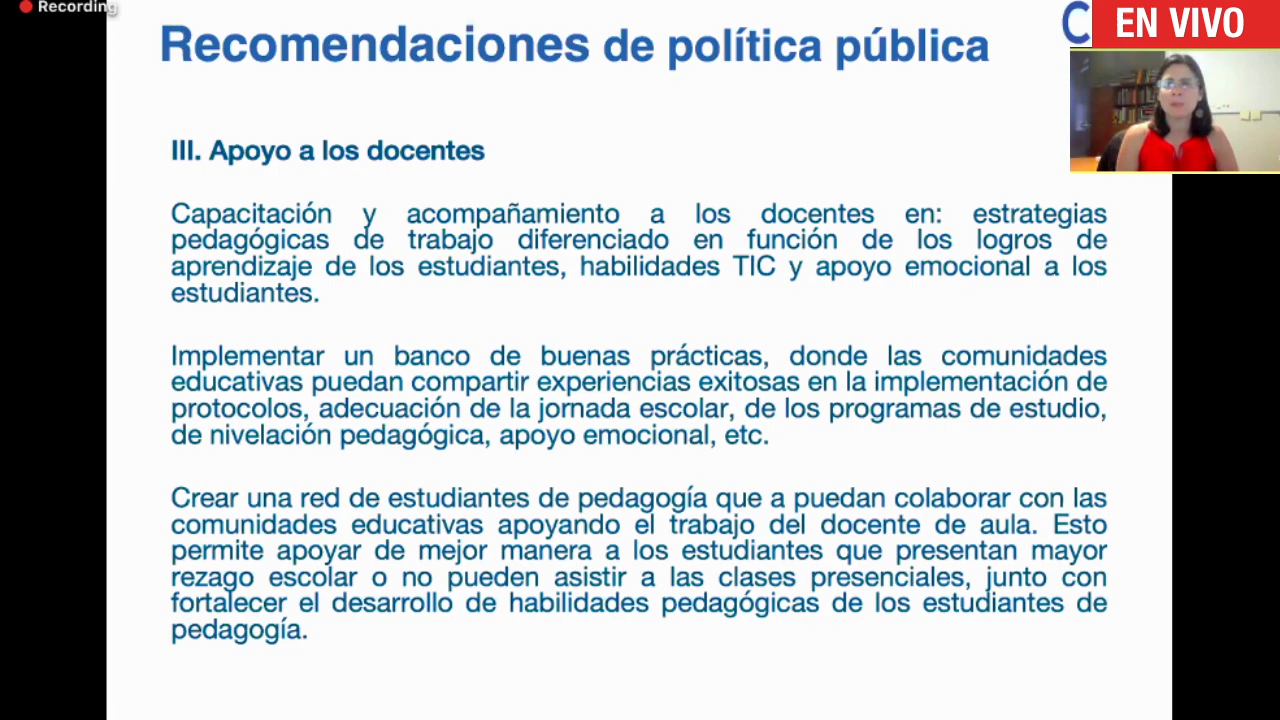 Recording
EN VIVO
Recomendaciones de política pública
III. Apoyo a los docentes
Capacitación y acompañamiento a los docentes en: estrategias
pedagógicas de trabajo diferenciado en función de los logros de
aprendizaje de los estudiantes, habilidades TIC y apoyo emocional a los
estudiantes.
Implementar un banco de buenas prácticas, donde las comunidades
educativas puedan compartir experiencias exitosas en la implementación de
protocolos, adecuación de la jornada escolar, de los programas de estudio,
de nivelación pedagógica, apoyo emocional, etc.
Crear una red de estudiantes de pedagogía que a puedan colaborar con las
comunidades educativas apoyando el trabajo del docente de aula. Esto
permite apoyar de mejor manera a los estudiantes que presentan mayor
rezago escolar o no pueden asistir a las clases presenciales, junto con
fortalecer el desarrollo de habilidades pedagógicas de los estudiantes de
pedagogía.